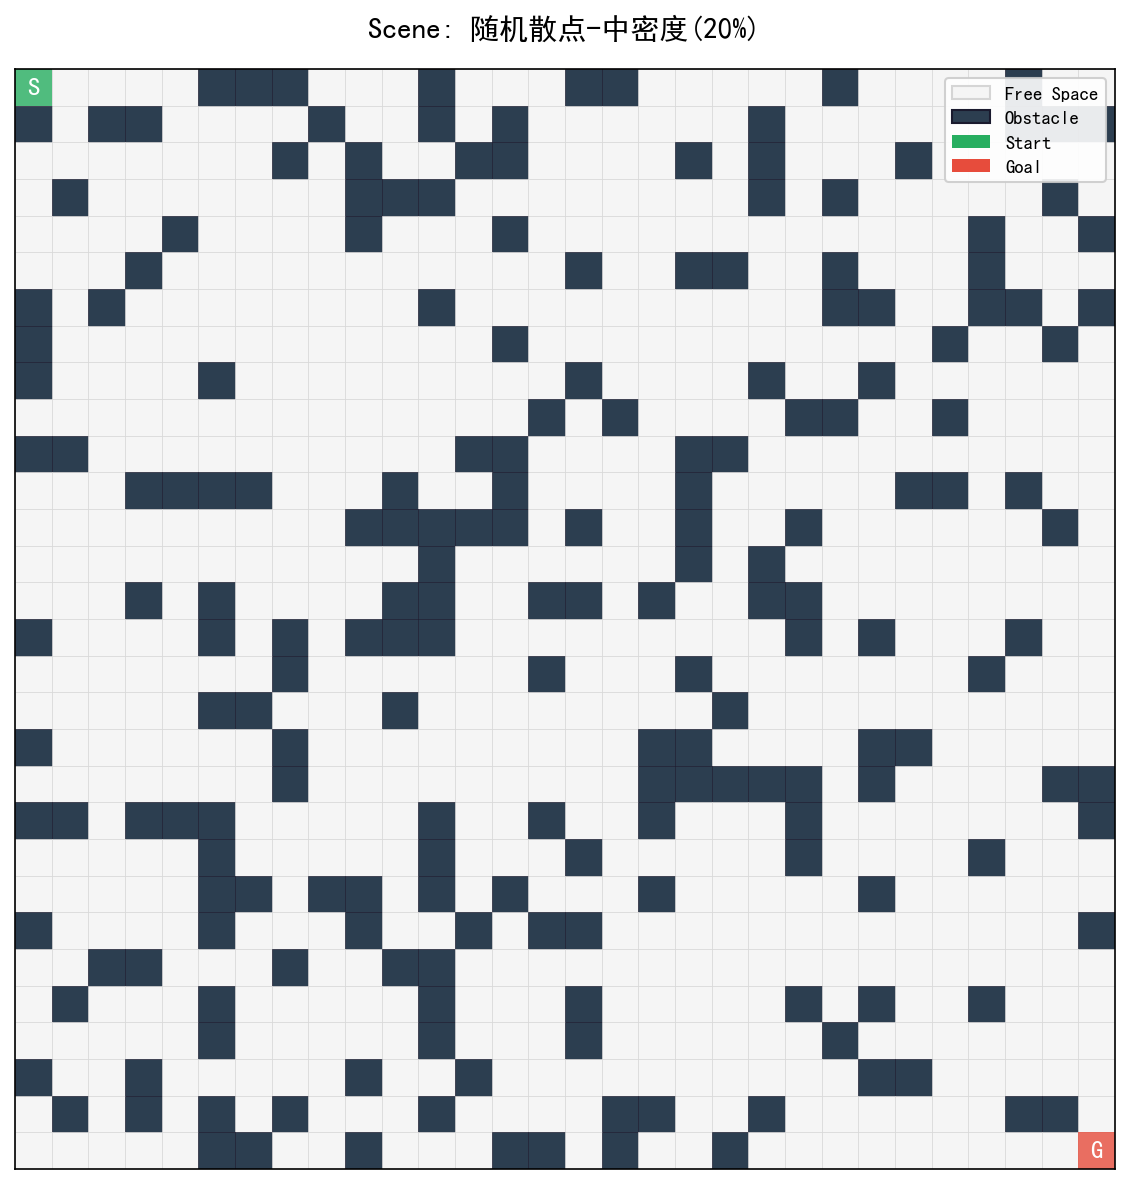 Scene: 随机散点-中密度(20%)
S
Free Space
Obstacle
Start
Goal
G